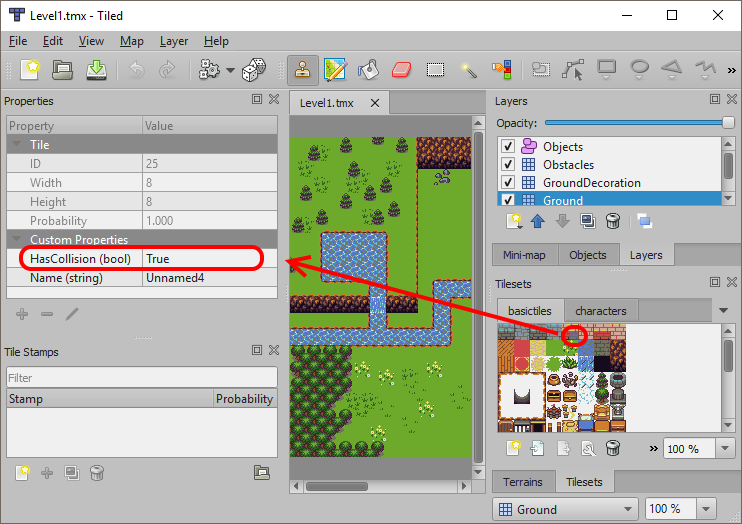 Level1.tmx - Tiled
File Edit View Map Layer Help
Properties
Property Value
Tile
ID 25
Width 8
Height 8
Probability 1.000
Custom Properties
HasCollision (bool) True
Name (string) Unnamed4
Tile Stamps
Filter
Stamp Probability
Level1.tmx
Layers
Opacity:
Objects
Obstacles
GroundDecoration
Ground
Mini-map Objects Layers
Tilesets
basictiles characters
100 %
Terrains Tilesets
Ground 100 %